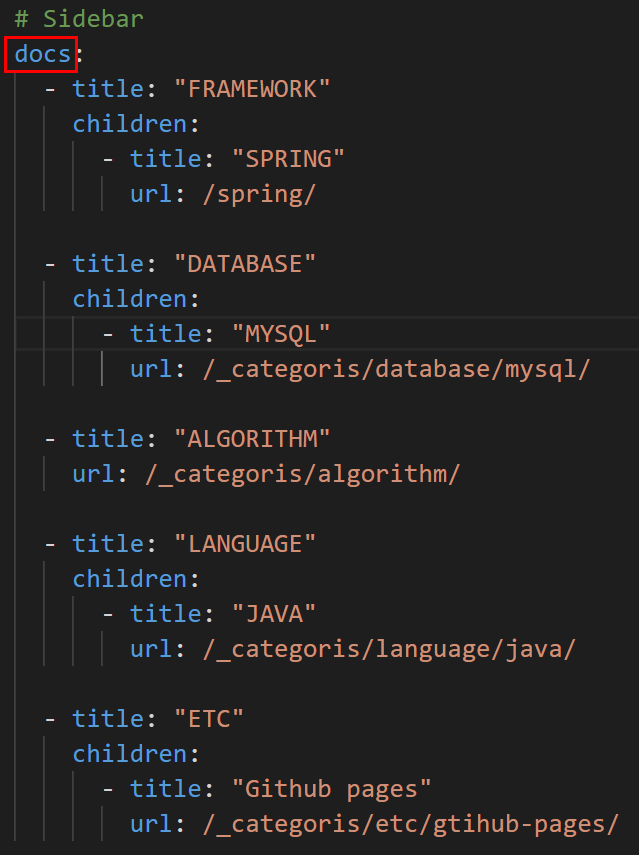 # Sidebar
docs:
  - title: "FRAMEWORK"
    children:
      - title: "SPRING"
        url: /spring/

  - title: "DATABASE"
    children:
      - title: "MYSQL"
        url: /_categoris/database/mysql/

  - title: "ALGORITHM"
    url: /_categoris/algorithm/

  - title: "LANGUAGE"
    children:
      - title: "JAVA"
        url: /_categoris/language/java/

  - title: "ETC"
    children:
      - title: "Github pages"
        url: /_categoris/etc/gtihub-pages/